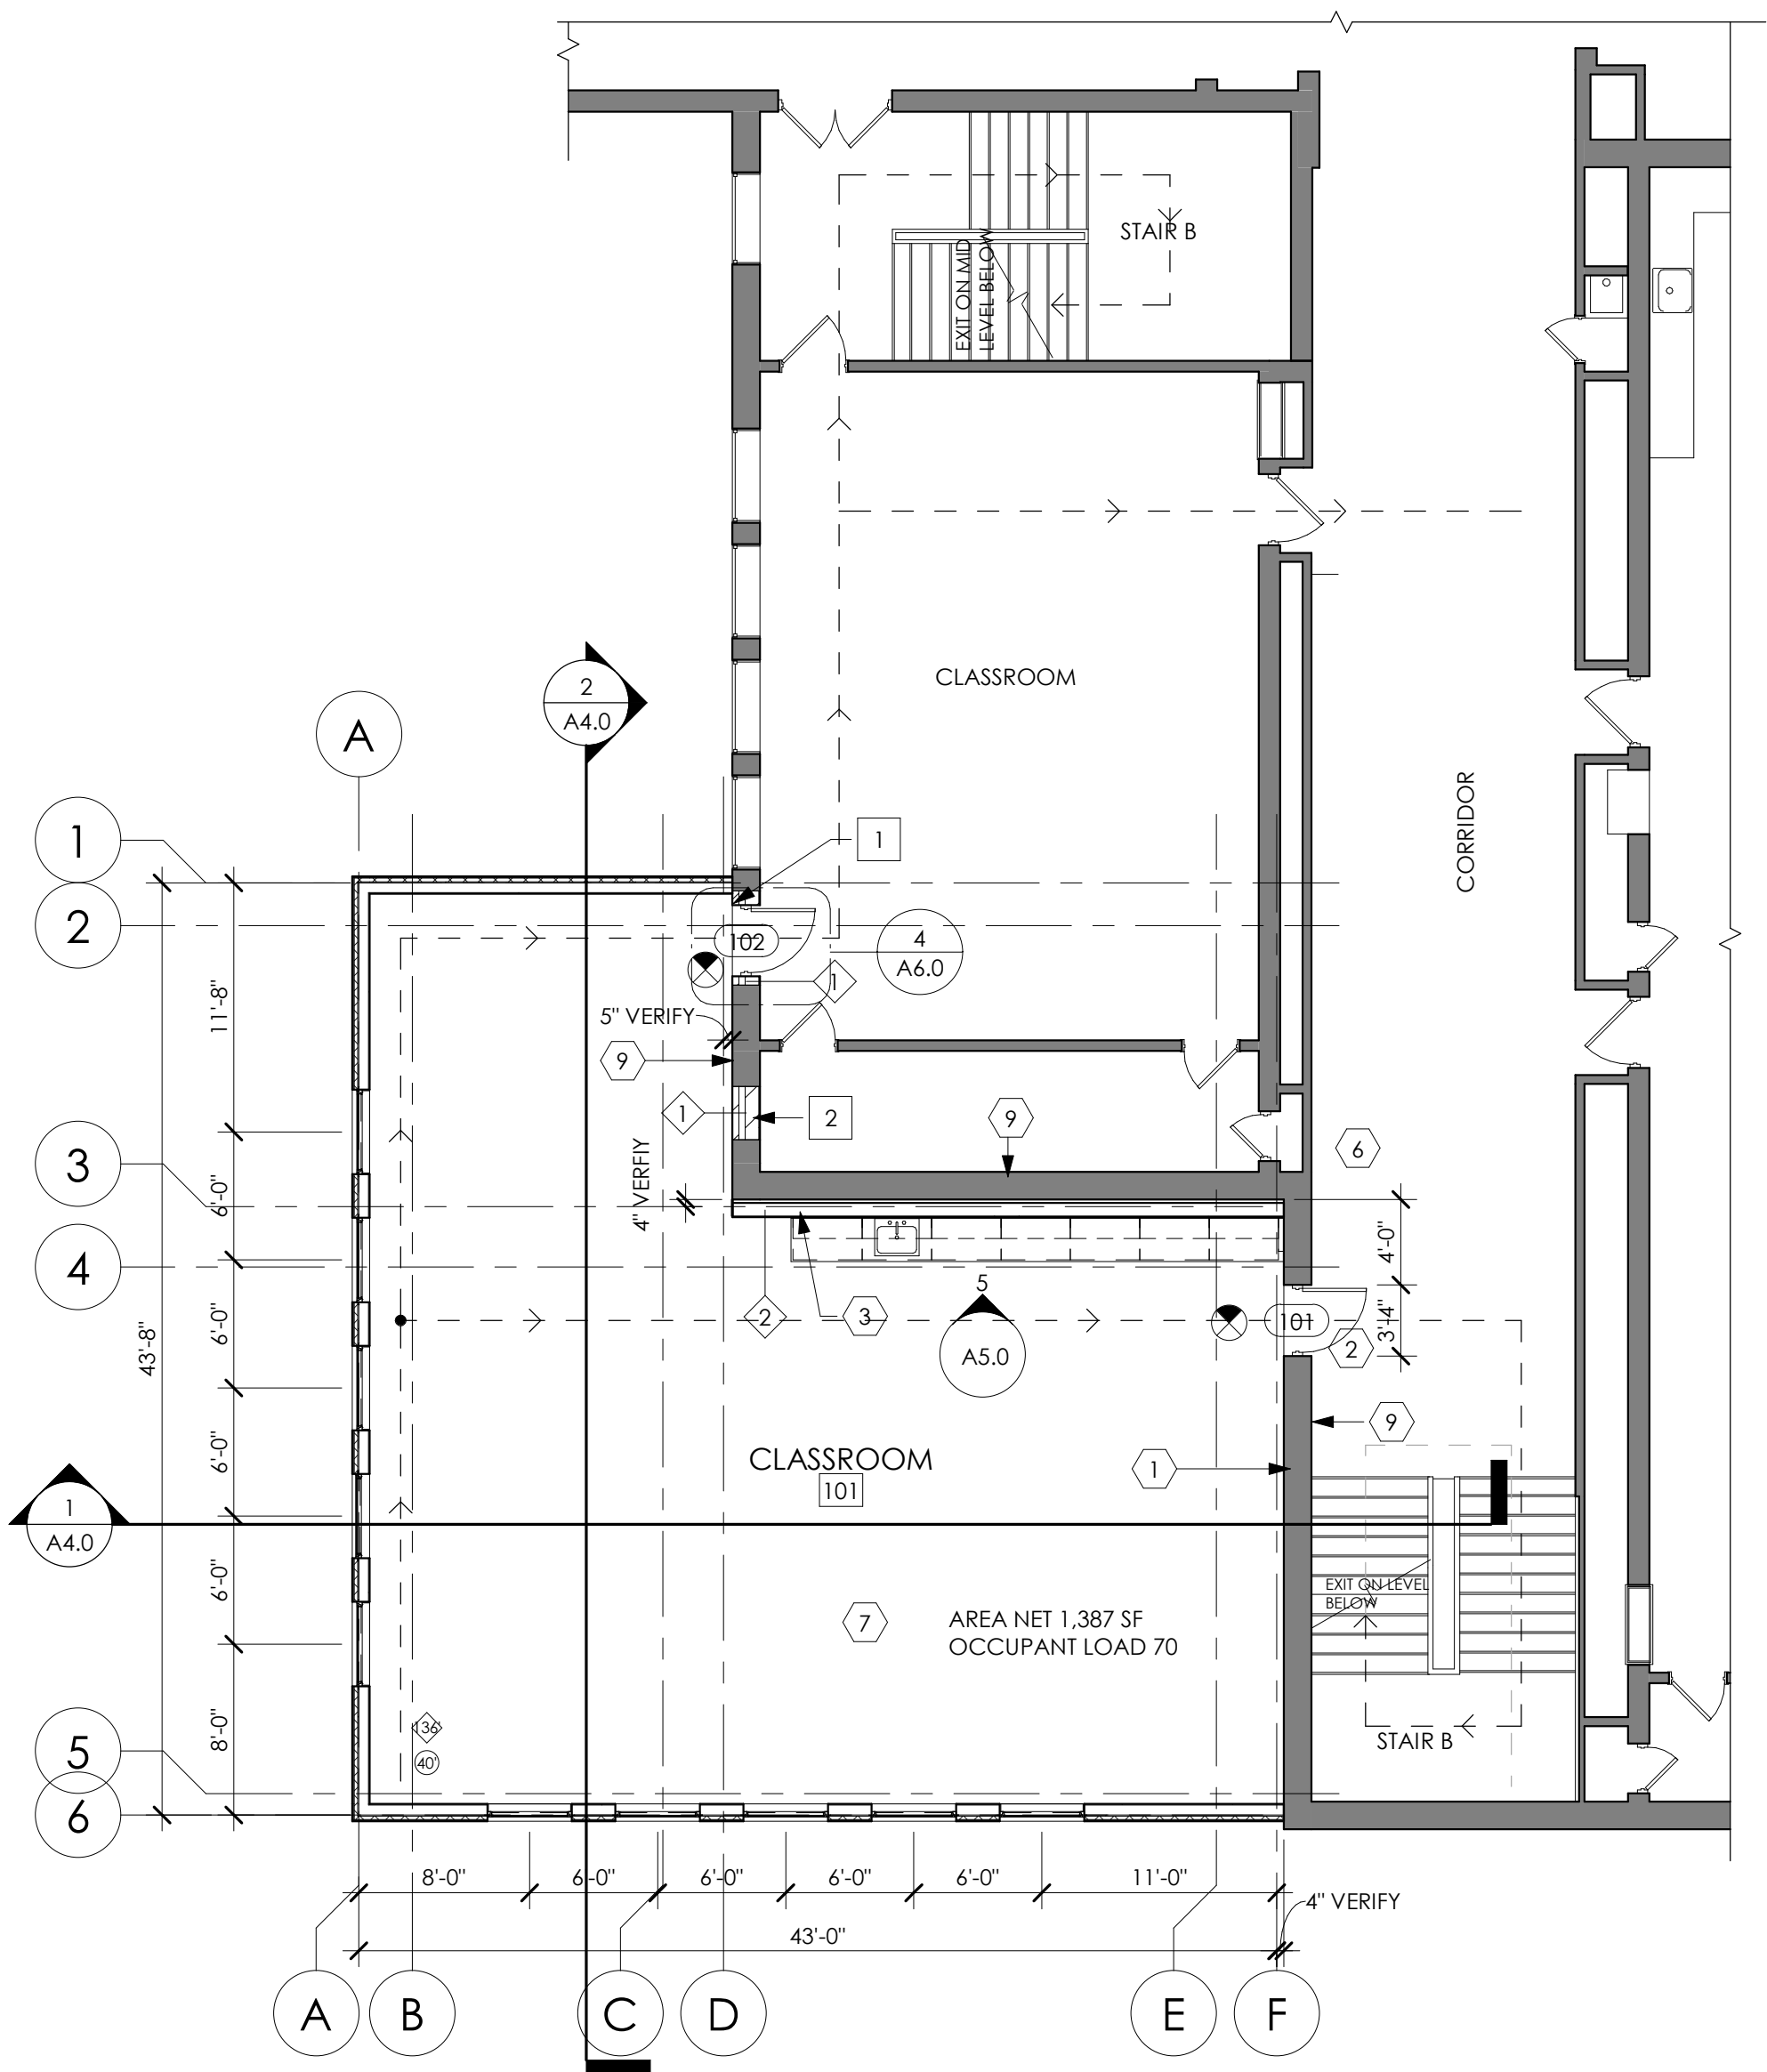 STAIR B
EXIT ON MID
LEVEL BELOW
CLASSROOM
CORRIDOR
2
A4.0
A
1
2
1
102
4
A6.0
1
11'-8"
5" VERIFY
9
1
2
9
6
3
6'-0"
4" VERFIY
4
4'-0"
3'-4"
43'-8"
6'-0"
2
3
5
A5.0
101
2
9
6'-0"
CLASSROOM
101
1
1
A4.0
6'-0"
EXIT ON LEVEL
BELOW
7
AREA NET 1,387 SF
OCCUPANT LOAD 70
8'-0"
136'
40'
STAIR B
5
6
8'-0"
6'-0"
6'-0"
6'-0"
6'-0"
11'-0"
4" VERIFY
43'-0"
A
B
C
D
E
F